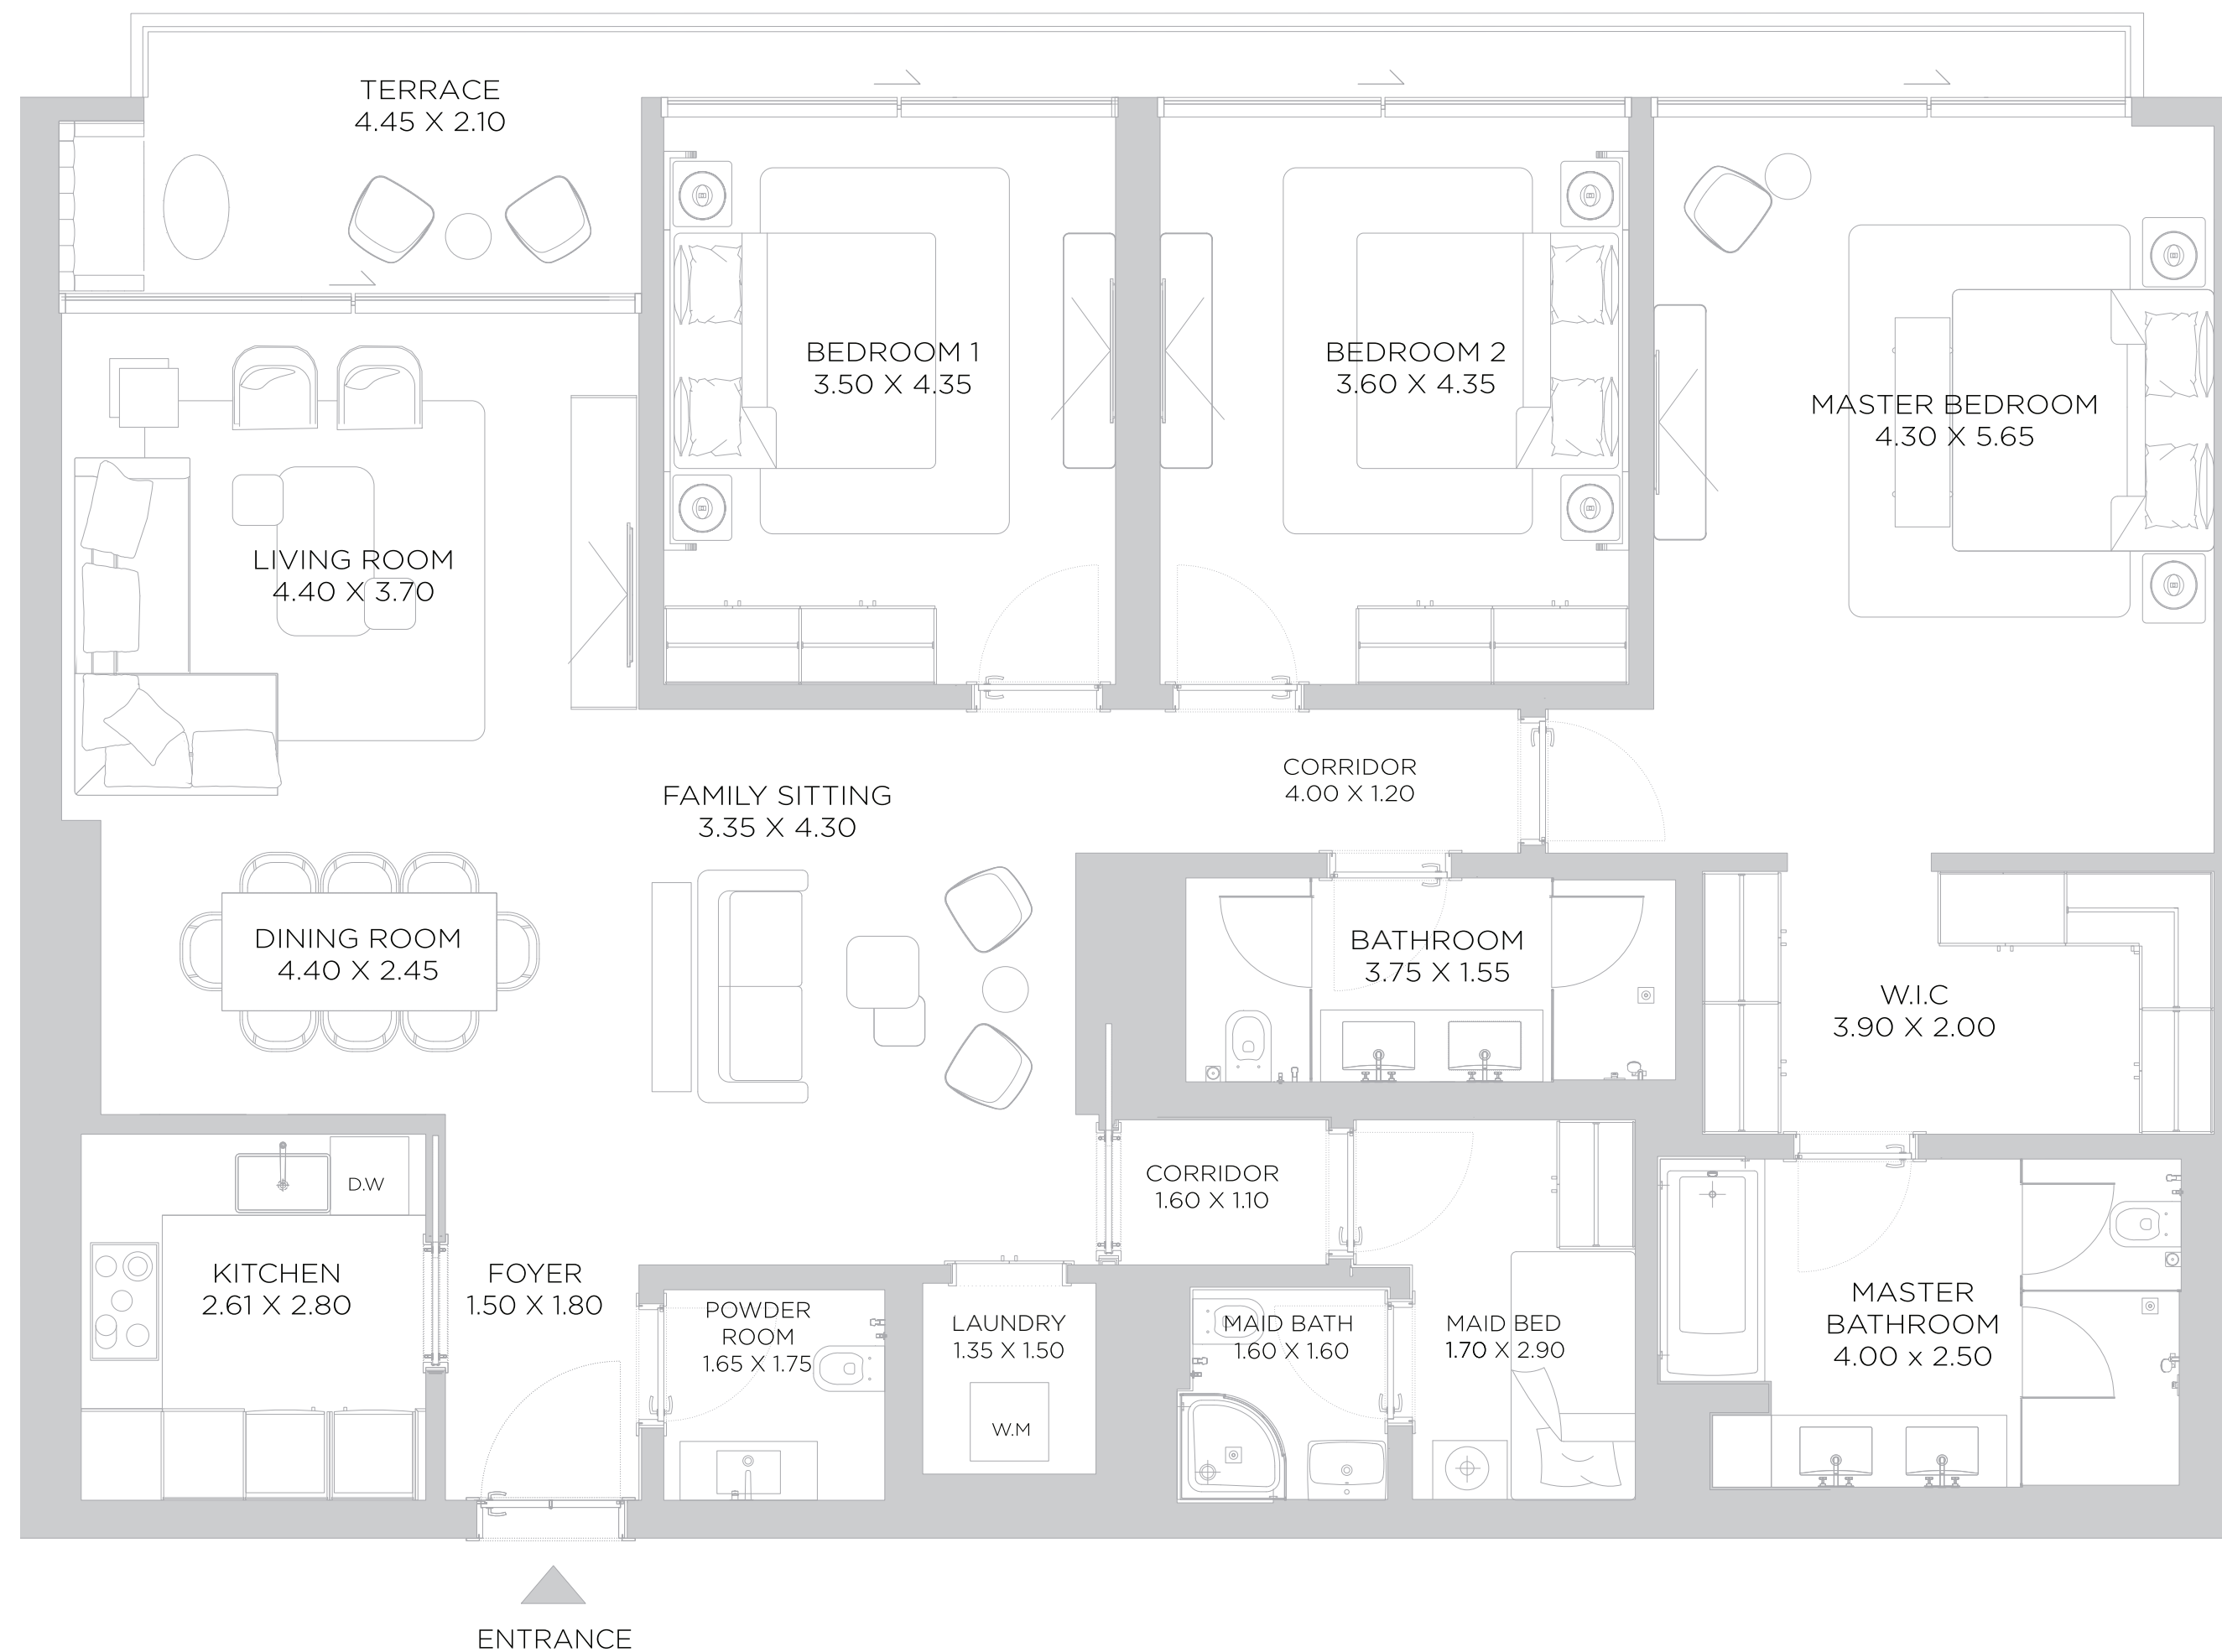 TERRACE
4.45 X 2.10
BEDROOM 1
3.50 X 4.35
BEDROOM 2
3.60 X 4.35
MASTER BEDROOM
4.30 X 5.65
LIVING ROOM
4.40 X 3.70
FAMILY SITTING
3.35 X 4.30
CORRIDOR
4.00 X 1.20
DINING ROOM
4.40 X 2.45
BATHROOM
3.75 X 1.55
W.I.C
3.90 X 2.00
D.W
CORRIDOR
1.60 X 1.10
KITCHEN
2.61 X 2.80
FOYER
1.50 X 1.80
POWDER
ROOM
1.65 X 1.75
LAUNDRY
1.35 X 1.50
W.M
MAID BATH
1.60 X 1.60
MAID BED
1.70 X 2.90
MASTER
BATHROOM
4.00 x 2.50
ENTRANCE